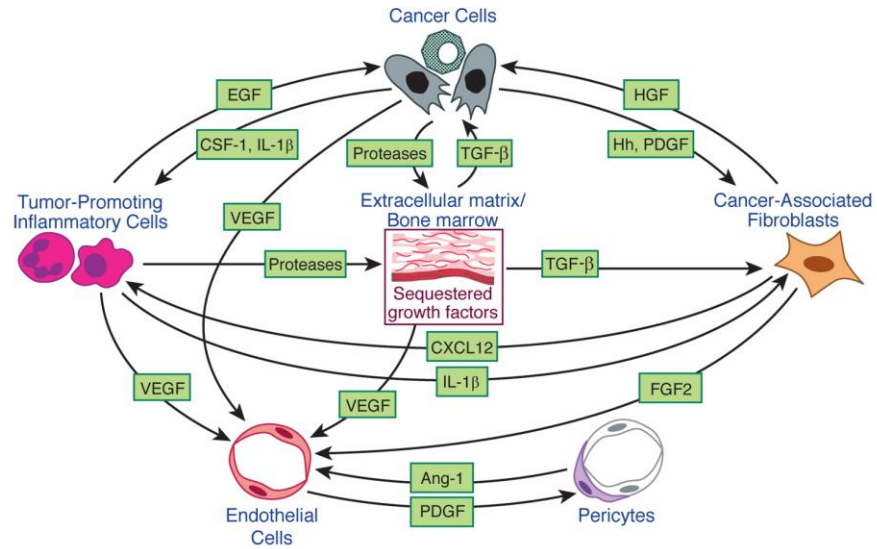 Cancer Cells
EGF
HGF
CSF-1, IL-1β
Proteases
TGF-β
Hh, PDGF
Tumor-Promoting
Inflammatory Cells
VEGF
Extracellular matrix/
Bone marrow
Cancer-Associated
Fibroblasts
Proteases
TGF-β
Sequestered
growth factors
CXCL12
IL-1β
VEGF
VEGF
FGF2
Ang-1
PDGF
Endothelial
Cells
Pericytes